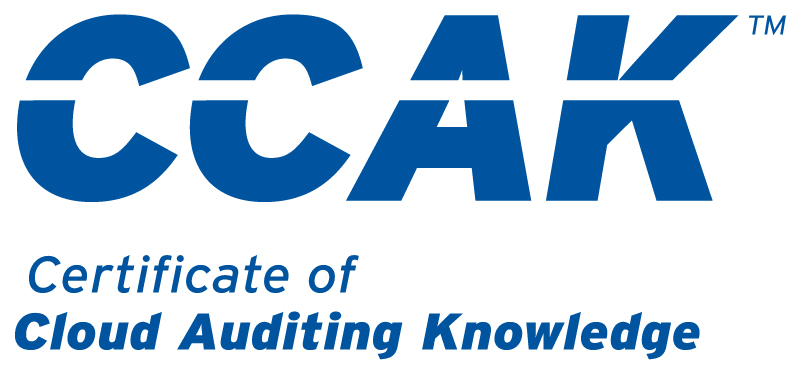 CCAK™
Certificate of
Cloud Auditing Knowledge